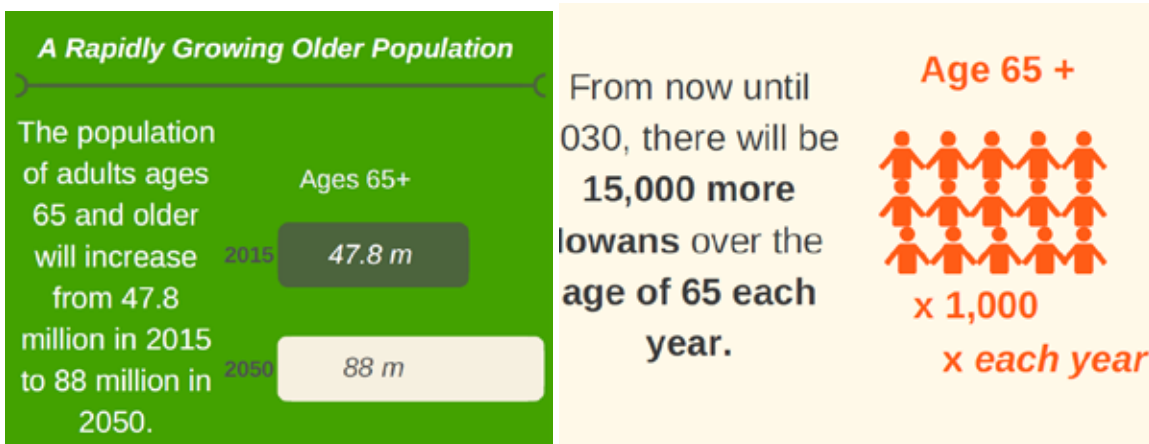 A Rapidly Growing Older Population
The population
of adults ages
65 and older
will increase
from 47.8
million in 2015
to 88 million in
2050.
Ages 65+
2015
47.8 m
2050
88 m
From now until
030, there will be
15,000 more
Iowans over the
age of 65 each
year.
Age 65 +
x 1,000
x each year